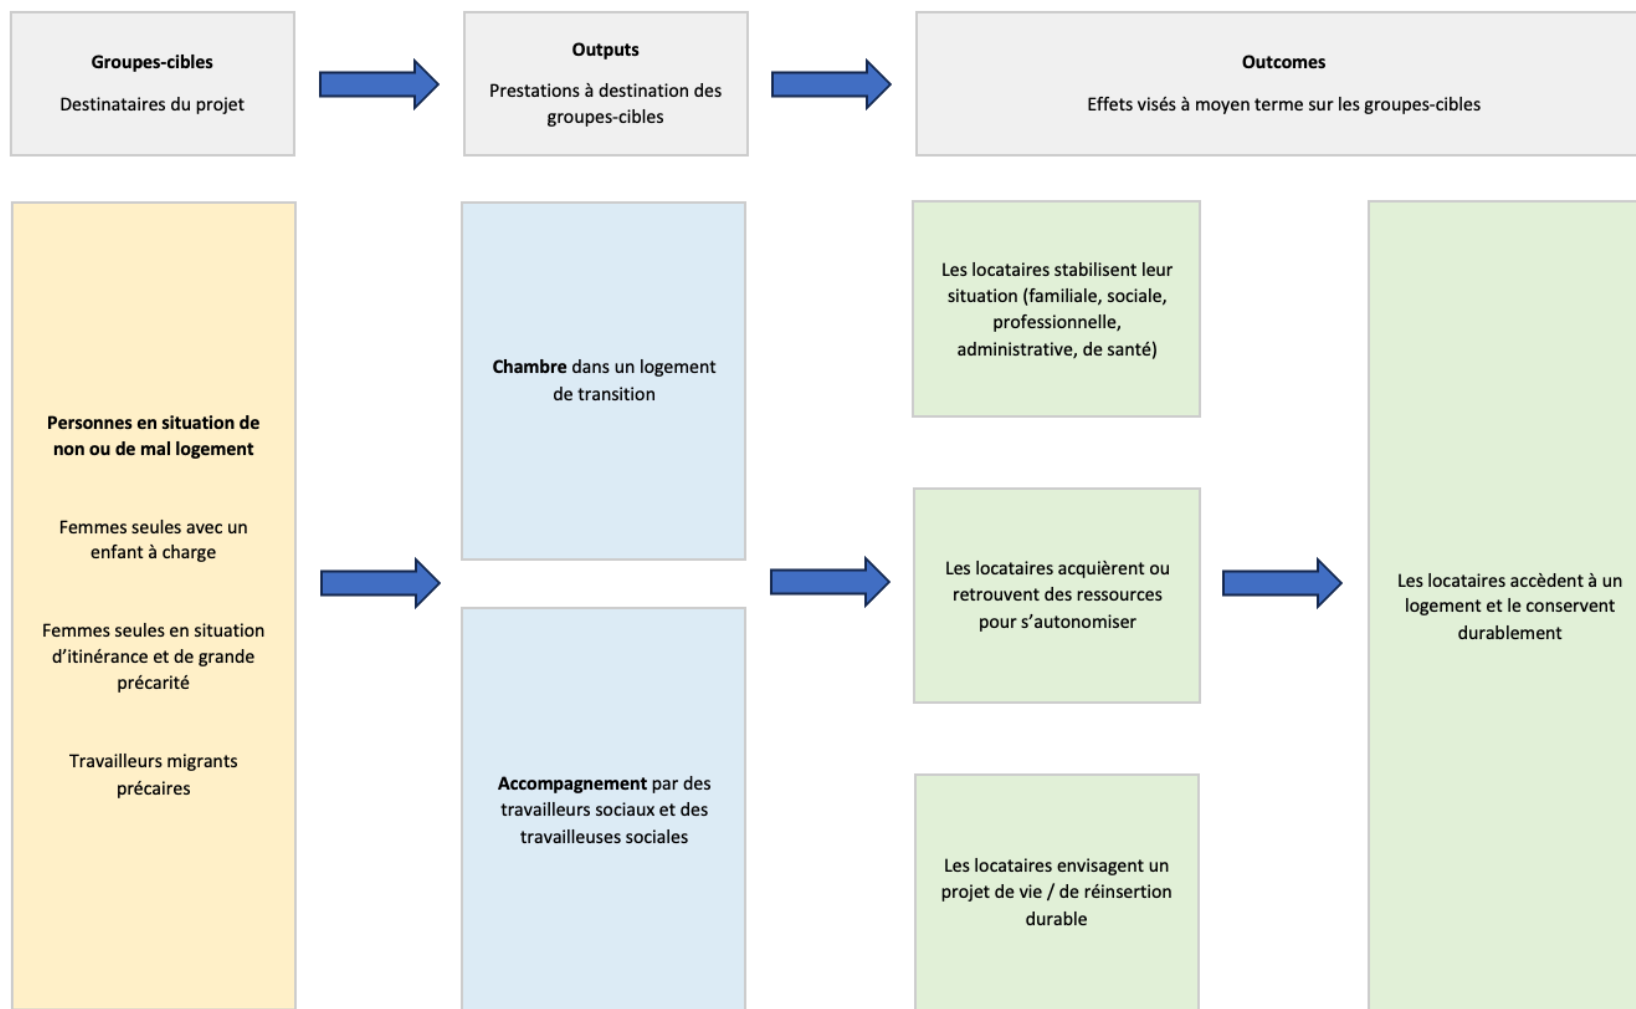 Groupes-cibles
Destinataires du projet
Outputs
Prestations à destination des
groupes-cibles
Outcomes
Effets visés à moyen terme sur les groupes-cibles
Personnes en situation de
non ou de mal logement
Femmes seules avec un
enfant à charge
Femmes seules en situation
d’itinérance et de grande
précarité
Travailleurs migrants
précaires
Chambre dans un logement
de transition
Accompagnement par des
travailleurs sociaux et des
travailleuses sociales
Les locataires stabilisent leur
situation (familiale, sociale,
professionnelle,
administrative, de santé)
Les locataires acquièrent ou
retrouvent des ressources
pour s’autonomiser
Les locataires envisagent un
projet de vie / de réinsertion
durable
Les locataires accèdent à un
logement et le conservent
durablement